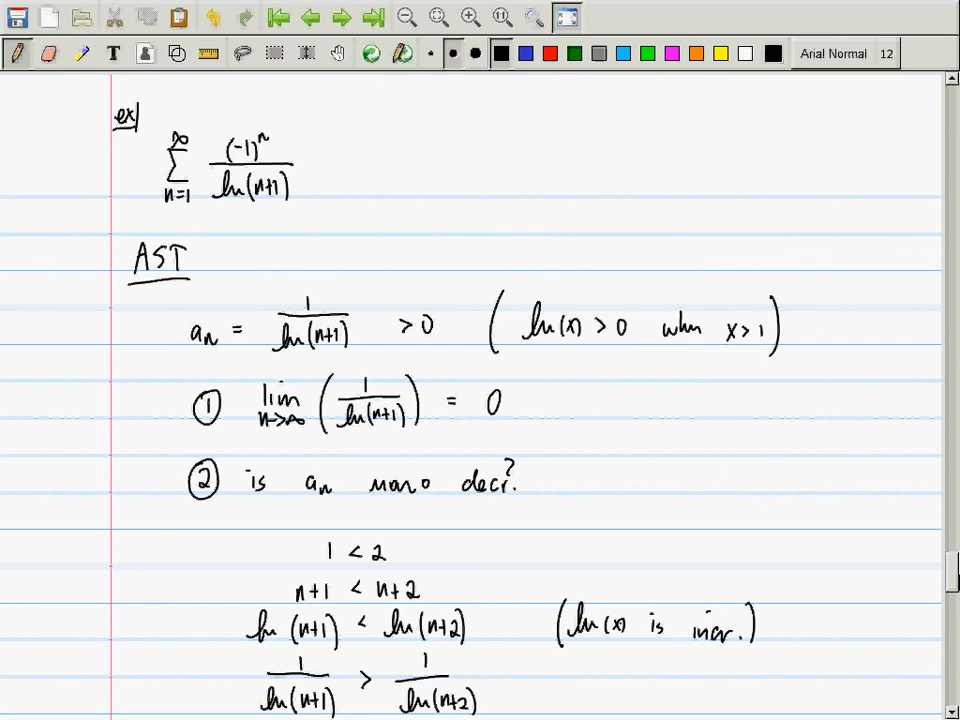 T
Arial Normal 12
ex
∞ ∑ n=1 (-1)^n / ln(n+1)
AST
a_n = 1 / ln(n+1) > 0 ( ln(x) > 0 when x > 1 )
① lim n->∞ ( 1 / ln(n+1) ) = 0
② is a_n mono decr?
1 < 2
n+1 < n+2
ln (n+1) < ln(n+2) (ln(x) is incr.)
1 / ln(n+1) > 1 / ln(n+2)